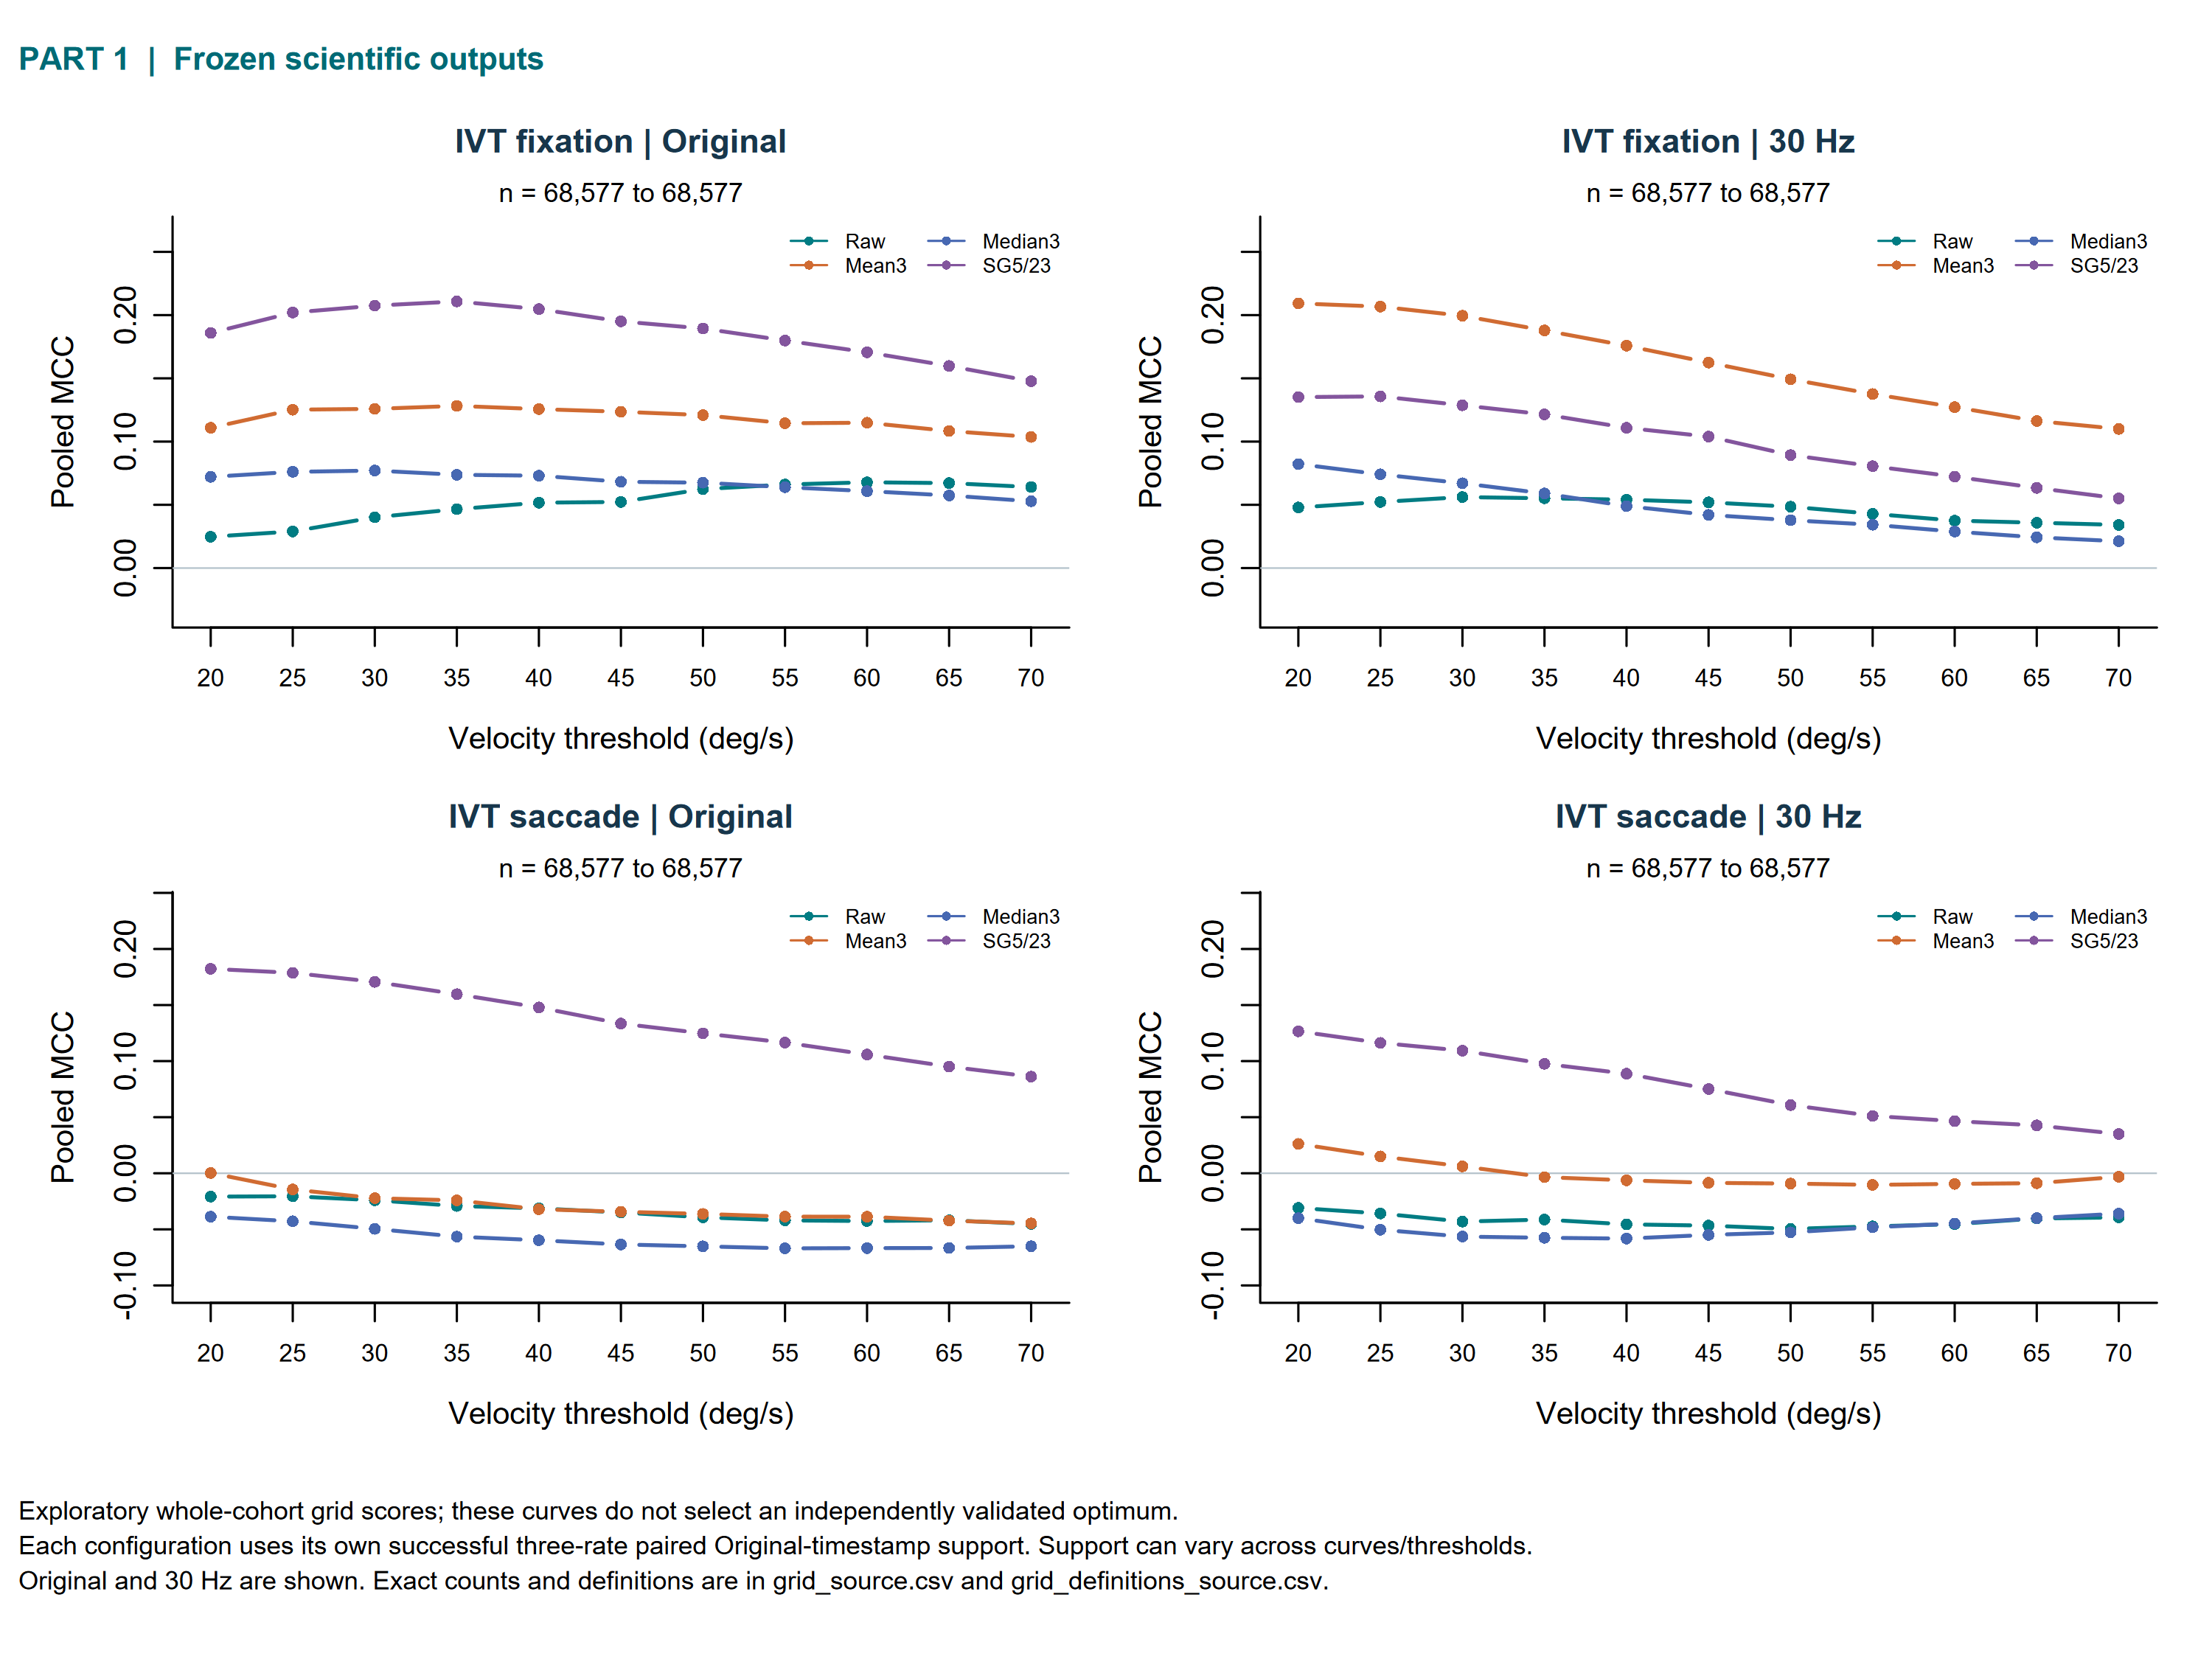 PART 1 | Frozen scientific outputs
IVT fixation | Original
n = 68,577 to 68,577
Raw
Mean3
Median3
SG5/23
Pooled MCC
0.20
0.10
0.00
20 25 30 35 40 45 50 55 60 65 70
Velocity threshold (deg/s)
IVT fixation | 30 Hz
n = 68,577 to 68,577
Raw
Mean3
Median3
SG5/23
Pooled MCC
0.20
0.10
0.00
20 25 30 35 40 45 50 55 60 65 70
Velocity threshold (deg/s)
IVT saccade | Original
n = 68,577 to 68,577
Raw
Mean3
Median3
SG5/23
Pooled MCC
0.20
0.10
0.00
-0.10
20 25 30 35 40 45 50 55 60 65 70
Velocity threshold (deg/s)
IVT saccade | 30 Hz
n = 68,577 to 68,577
Raw
Mean3
Median3
SG5/23
Pooled MCC
0.20
0.10
0.00
-0.10
20 25 30 35 40 45 50 55 60 65 70
Velocity threshold (deg/s)
Exploratory whole-cohort grid scores; these curves do not select an independently validated optimum.
Each configuration uses its own successful three-rate paired Original-timestamp support. Support can vary across curves/thresholds.
Original and 30 Hz are shown. Exact counts and definitions are in grid_source.csv and grid_definitions_source.csv.